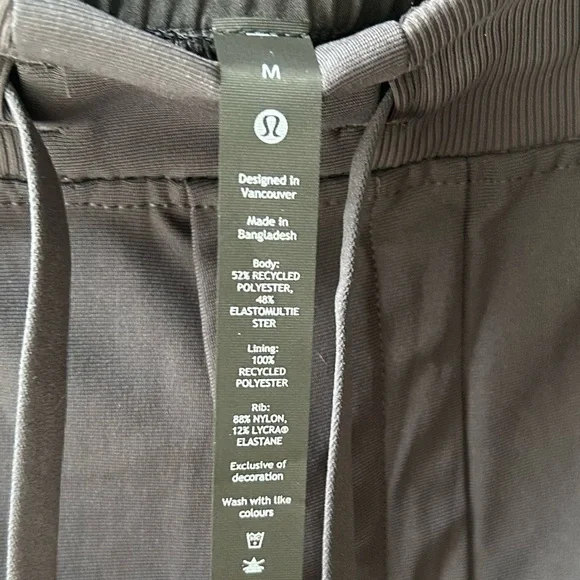 M
Designed in
Vancouver
Made in
Bangladesh
Body:
52% RECYCLED
POLYESTER,
48%
ELASTOMULTIE
STER
Lining:
100%
RECYCLED
POLYESTER
Rib:
88% NYLON,
12% LYCRA®
ELASTANE
Exclusive of
decoration
Wash with like
colours